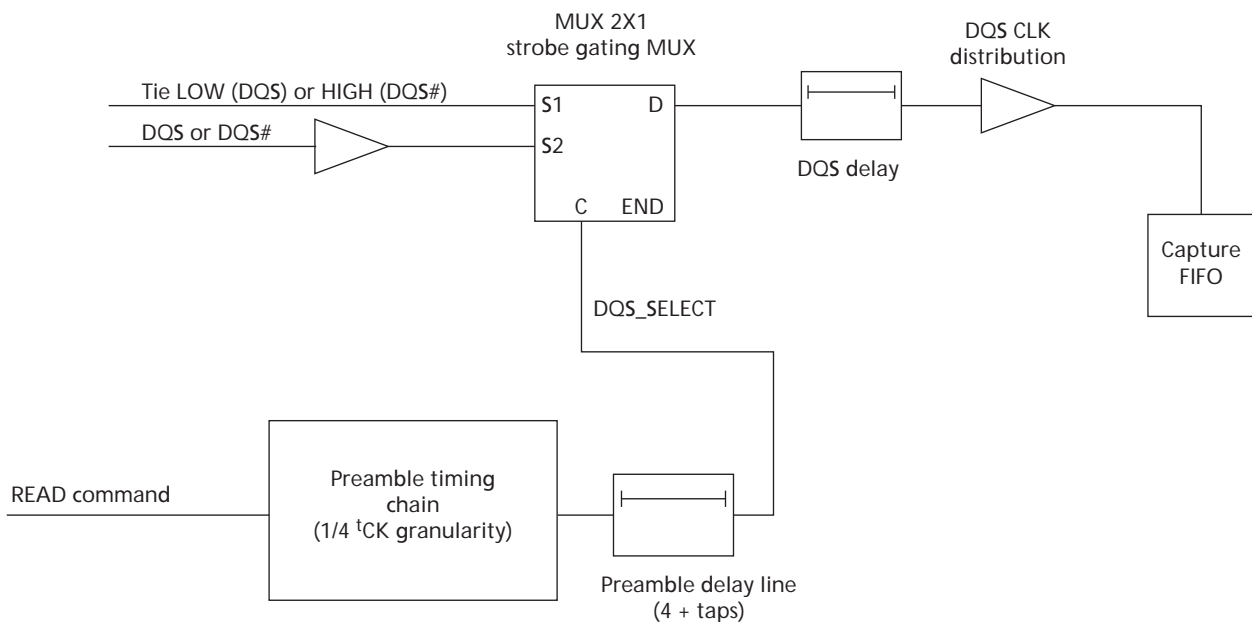 MUX 2X1
strobe gating MUX
DQS CLK
distribution
Tie LOW (DQS) or HIGH (DQS#)
S1
D
DQS or DQS#
S2
DQS delay
C
END
Capture
FIFO
DQS_SELECT
READ command
Preamble timing
chain
(1/4 ᵗCK granularity)
Preamble delay line
(4 + taps)